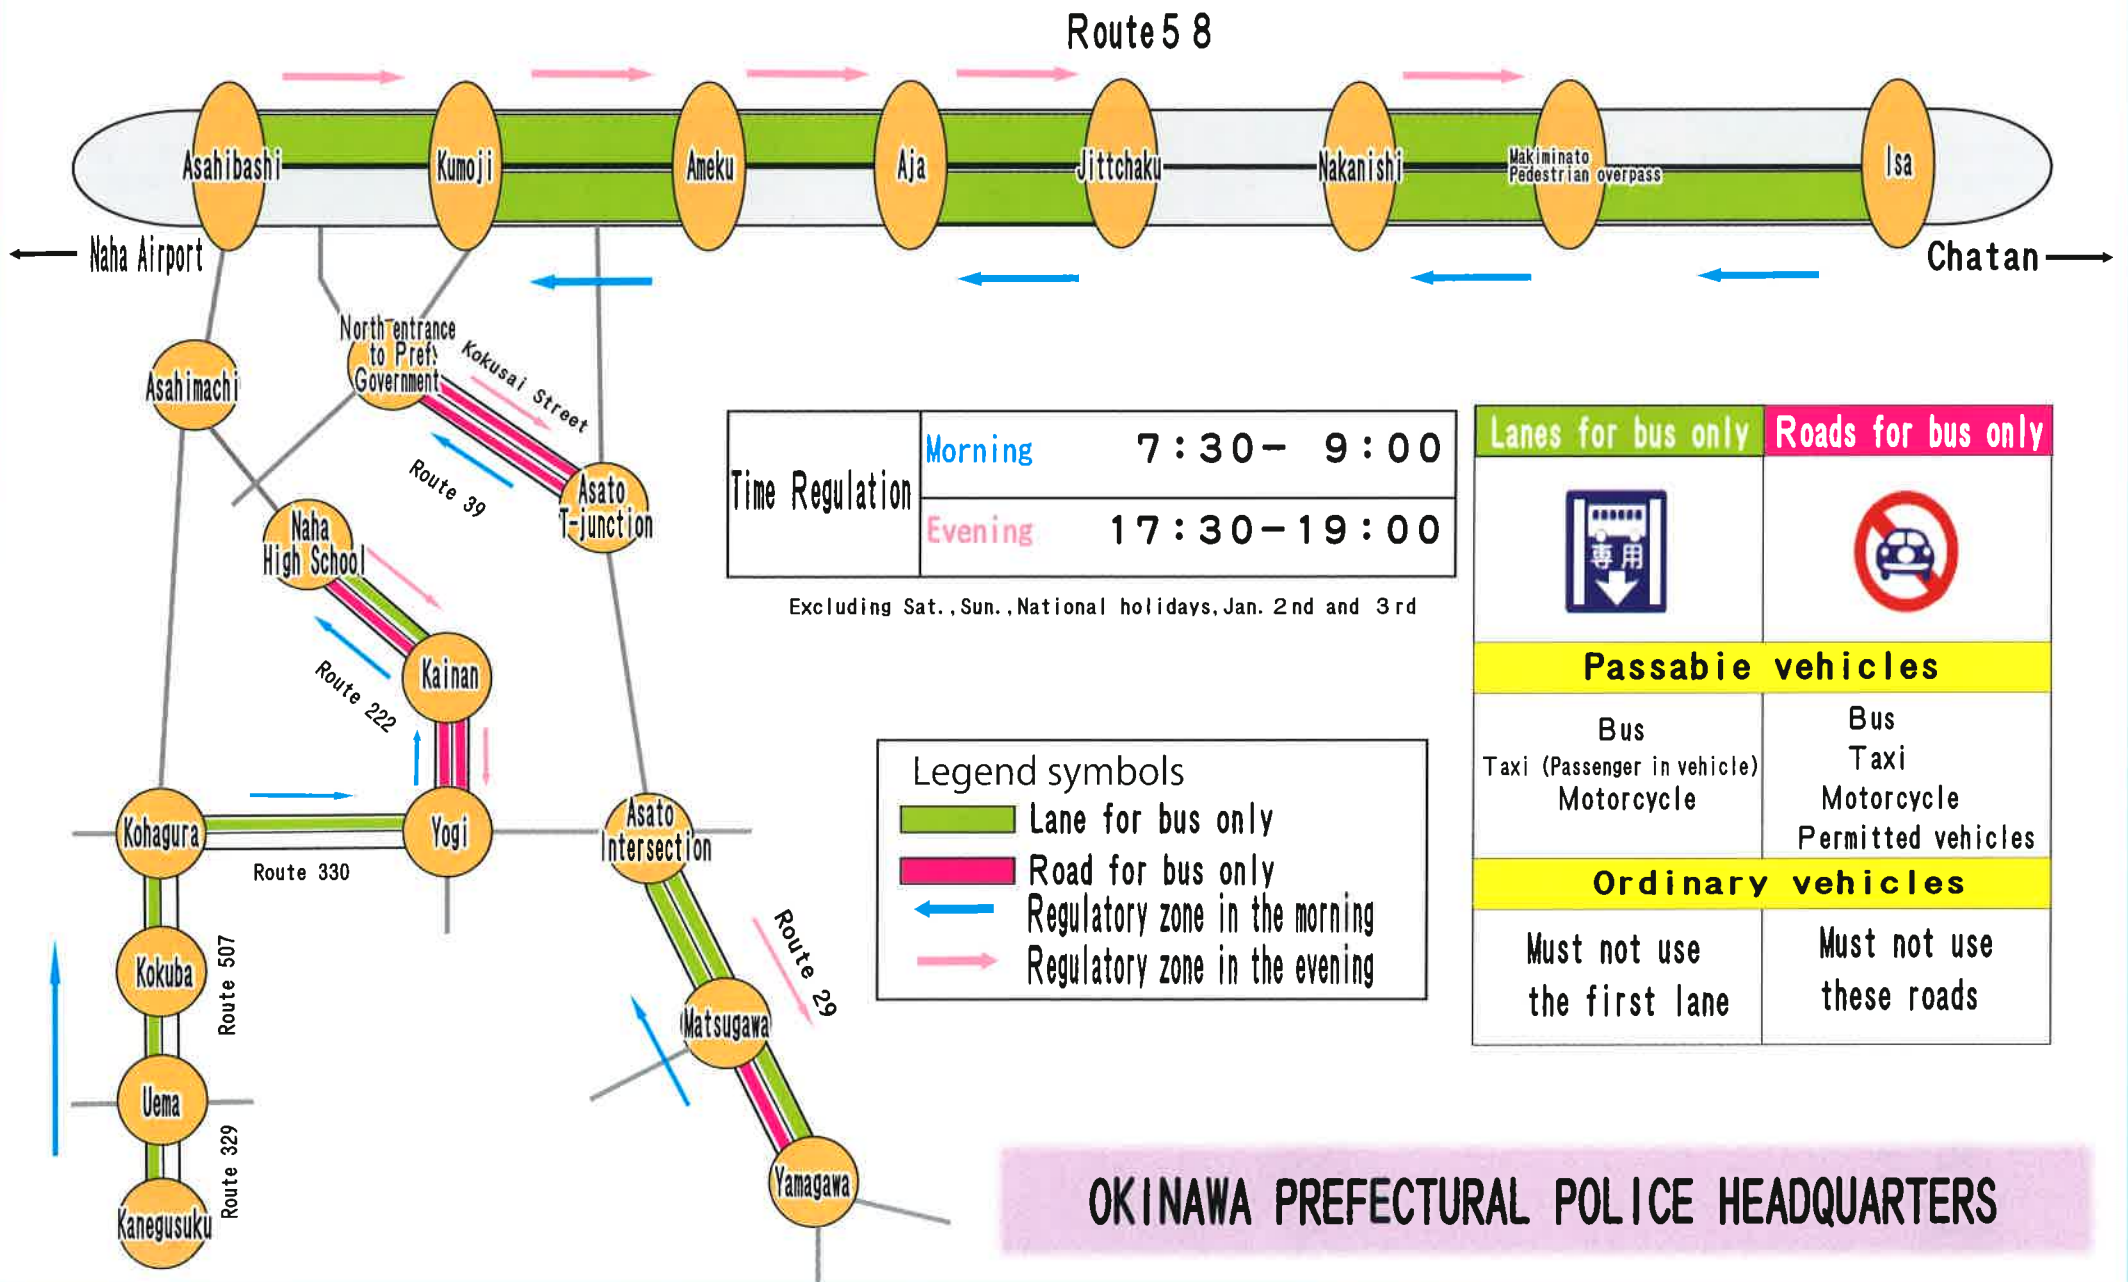 Route58
Asahibashi
Kumoji
Ameku
Aja
Jittchaku
Nakanishi
Makiminato
Pedestrian overpass
Isa
Naha Airport
Chatan
North entrance
to Pref.
Government
Kokusai Street
Asahimachi
Route 39
Asato
T-junction
Naha
High School
Kainan
Route 222
Kohagura
Yogi
Route 330
Asato
Intersection
Kokuba
Route 507
Route 29
Matsugawa
Uema
Route 329
Kanegusuku
Yamagawa
Time Regulation
Morning 7:30- 9:00
Evening 17:30-19:00
Excluding Sat.,Sun.,National holidays,Jan. 2nd and 3rd
Legend symbols
Lane for bus only
Road for bus only
Regulatory zone in the morning
Regulatory zone in the evening
Lanes for bus only
Roads for bus only
専用
Passabie vehicles
Bus
Taxi (Passenger in vehicle)
Motorcycle
Bus
Taxi
Motorcycle
Permitted vehicles
Ordinary vehicles
Must not use
the first lane
Must not use
these roads
OKINAWA PREFECTURAL POLICE HEADQUARTERS